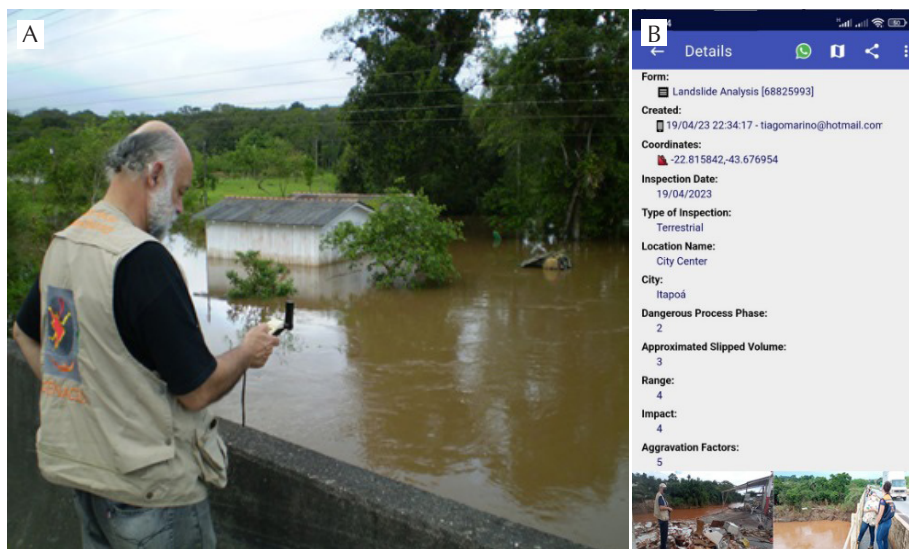 A
B
4
Details
Form:
Landslide Analysis [68825993]
Created:
19/04/23 22:34:17 - tiagomarino@hotmail.com
Coordinates:
-22.815842,-43.676954
Inspection Date:
19/04/2023
Type of Inspection:
Terrestrial
Location Name:
City Center
City:
Itapoá
Dangerous Process Phase:
2
Approximated Slipped Volume:
3
Range:
4
Impact:
4
Aggravation Factors:
5